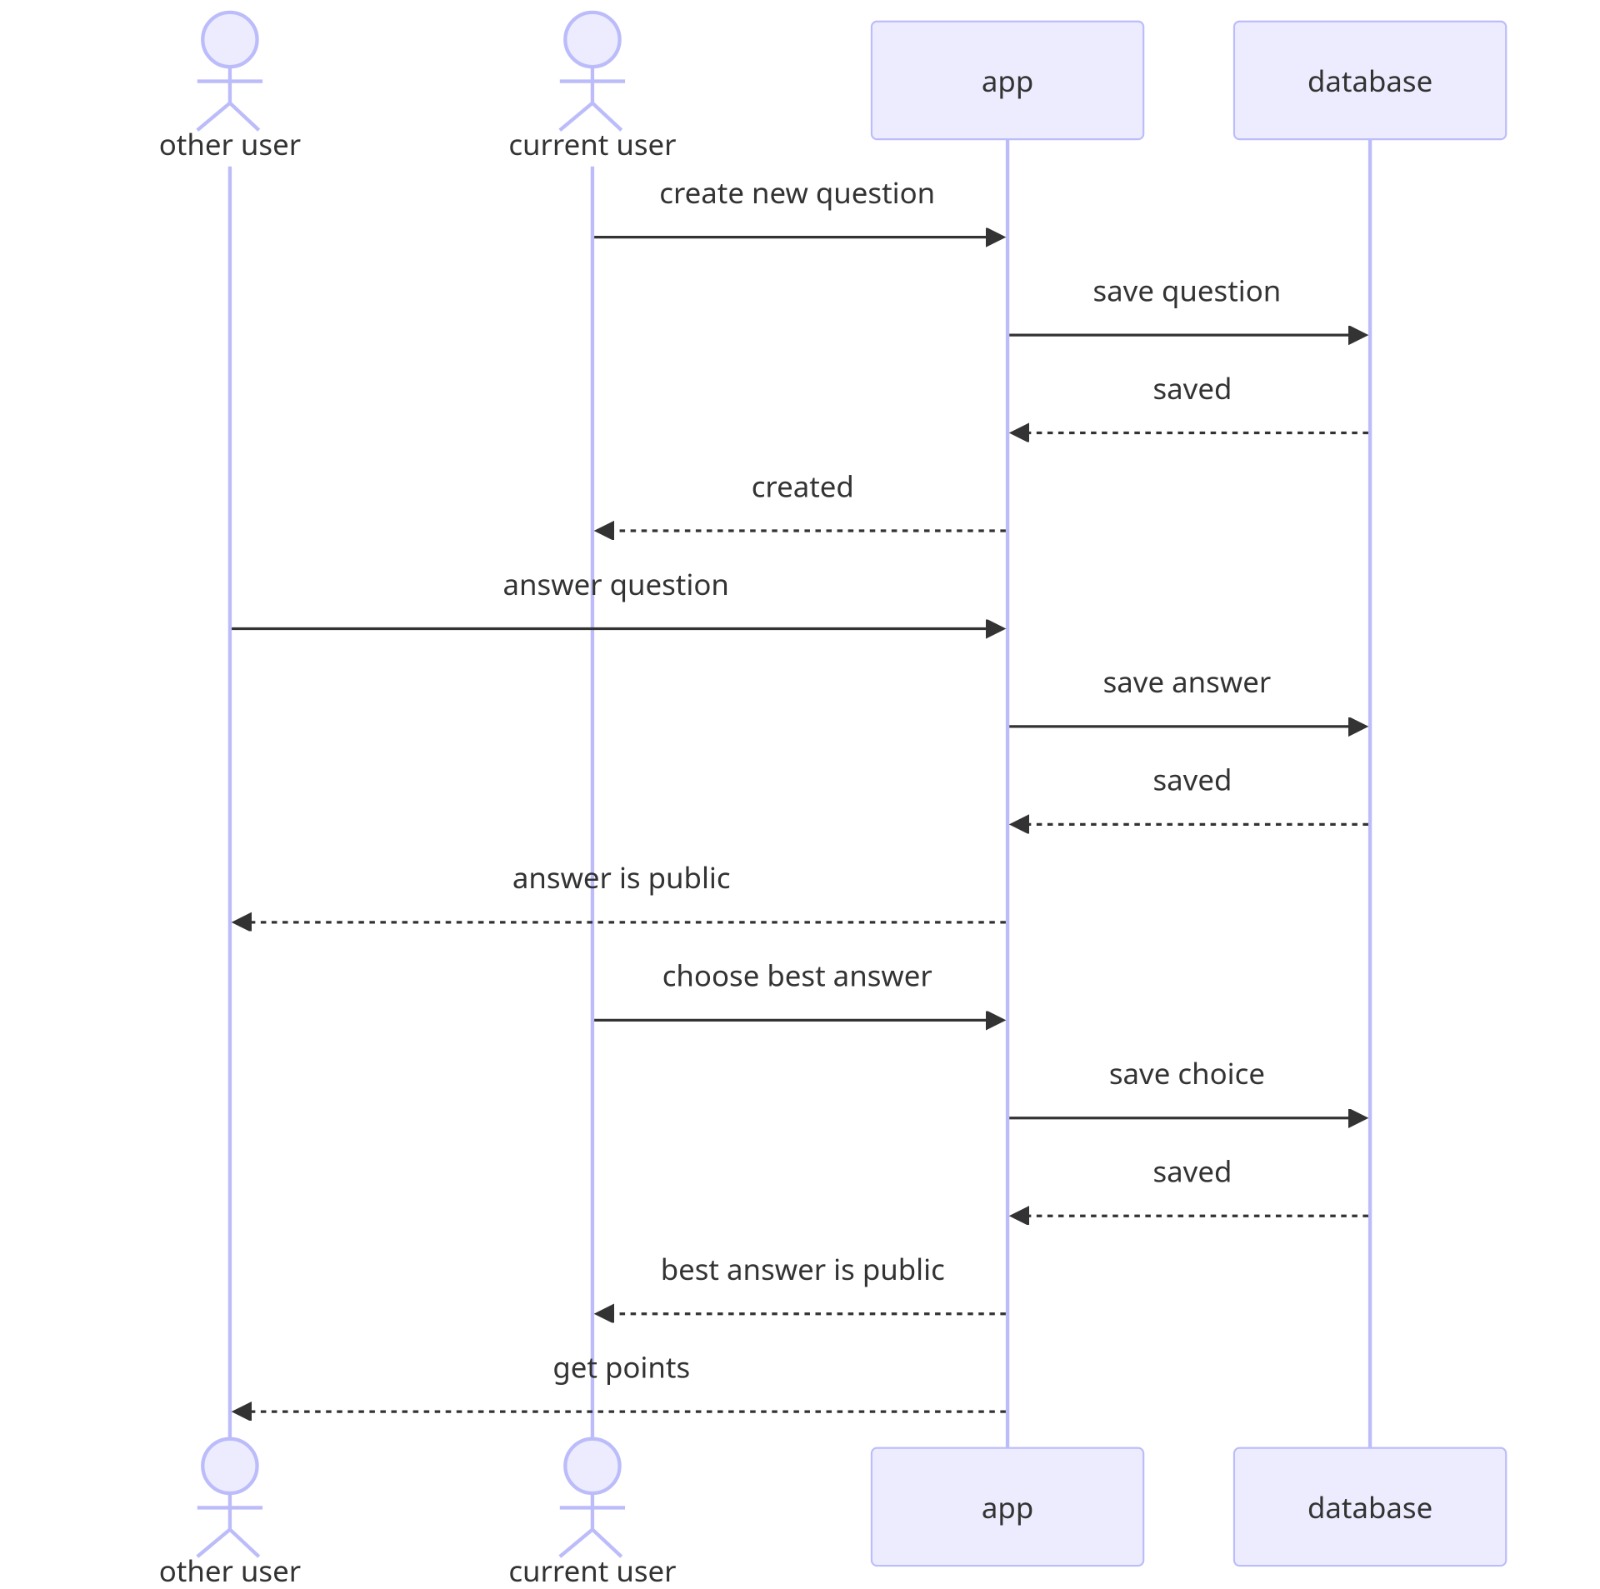 other user
current user
app
database
create new question
save question
saved
created
answer question
save answer
saved
answer is public
choose best answer
save choice
saved
best answer is public
get points
other user
current user
app
database